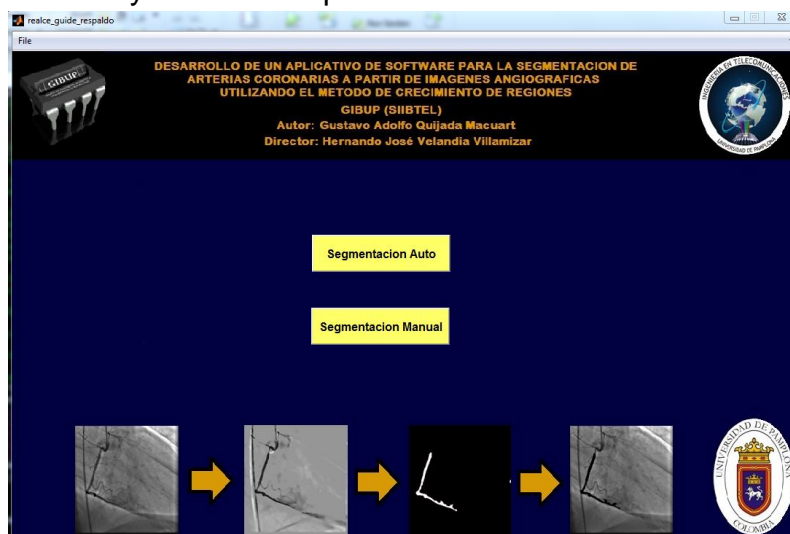 realce_guide_respaldo
File
GIBUP
DESARROLLO DE UN APLICATIVO DE SOFTWARE PARA LA SEGMENTACION DE
ARTERIAS CORONARIAS A PARTIR DE IMAGENES ANGIOGRAFICAS
UTILIZANDO EL METODO DE CRECIMIENTO DE REGIONES
GIBUP (SIIBTEL)
Autor: Gustavo Adolfo Quijada Macuart
Director: Hernando José Velandia Villamizar
INGENIERIA EN TELECOMUNICACIONES
UNIVERSIDAD DE PAMPLONA
Segmentacion Auto
Segmentacion Manual
UNIVERSIDAD DE PAMPLONA
COLOMBIA